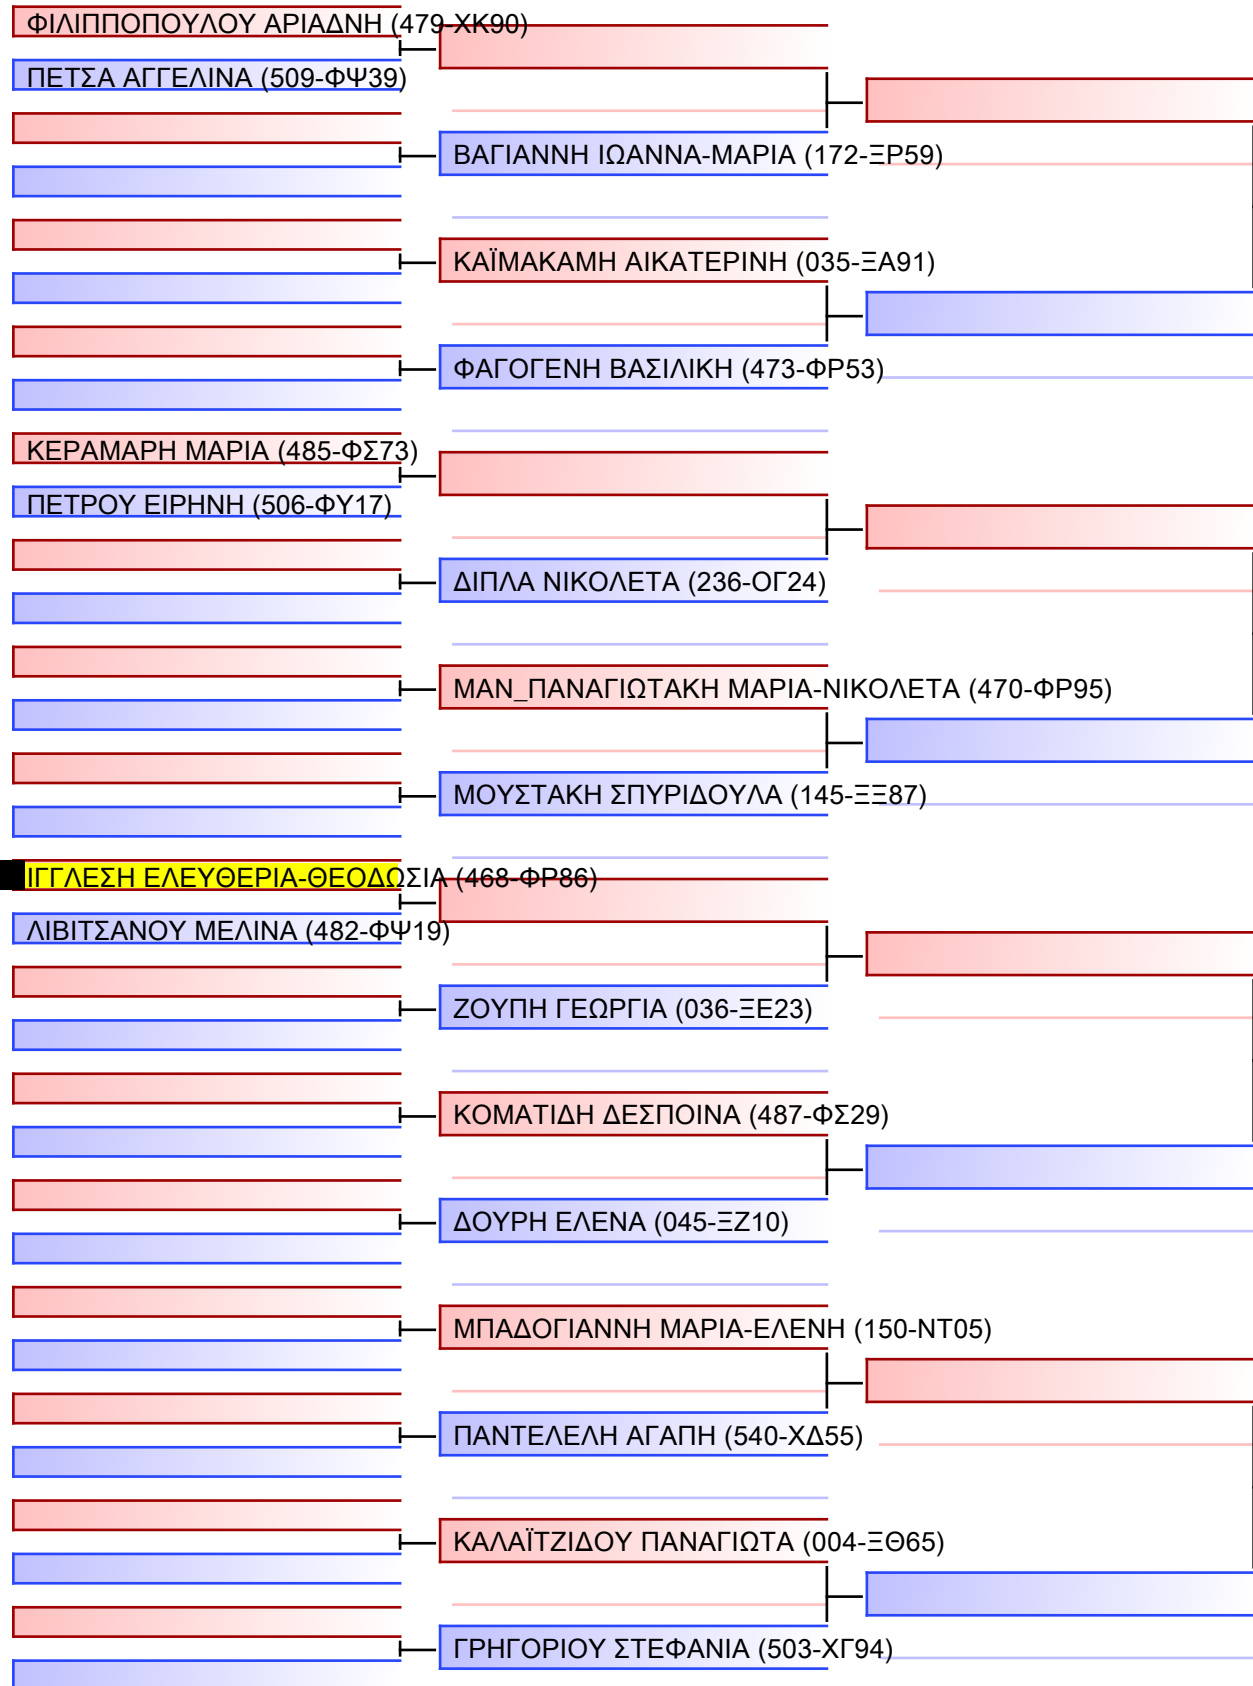 ΦΙΛΙΠΠΟΠΟΥΛΟΥ ΑΡΙΑΔΝΗ (479-ΧΚ90)
ΠΕΤΣΑ ΑΓΓΕΛΙΝΑ (509-ΦΨ39)
ΒΑΓΙΑΝΝΗ ΙΩΑΝΝΑ-ΜΑΡΙΑ (172-ΞΡ59)
ΚΑΪΜΑΚΑΜΗ ΑΙΚΑΤΕΡΙΝΗ (035-ΞΑ91)
ΦΑΓΟΓΕΝΗ ΒΑΣΙΛΙΚΗ (473-ΦΡ53)
ΚΕΡΑΜΑΡΗ ΜΑΡΙΑ (485-ΦΣ73)
ΠΕΤΡΟΥ ΕΙΡΗΝΗ (506-ΦΥ17)
ΔΙΠΛΑ ΝΙΚΟΛΕΤΑ (236-ΟΓ24)
ΜΑΝ_ΠΑΝΑΓΙΩΤΑΚΗ ΜΑΡΙΑ-ΝΙΚΟΛΕΤΑ (470-ΦΡ95)
ΜΟΥΣΤΑΚΗ ΣΠΥΡΙΔΟΥΛΑ (145-ΞΞ87)
ΙΓΓΛΕΣΗ ΕΛΕΥΘΕΡΙΑ-ΘΕΟΔΩΣΙΑ (468-ΦΡ86)
ΛΙΒΙΤΣΑΝΟΥ ΜΕΛΙΝΑ (482-ΦΨ19)
ΖΟΥΠΗ ΓΕΩΡΓΙΑ (036-ΞΕ23)
ΚΟΜΑΤΙΔΗ ΔΕΣΠΟΙΝΑ (487-ΦΣ29)
ΔΟΥΡΗ ΕΛΕΝΑ (045-ΞΖ10)
ΜΠΑΔΟΓΙΑΝΝΗ ΜΑΡΙΑ-ΕΛΕΝΗ (150-ΝΤ05)
ΠΑΝΤΕΛΕΛΗ ΑΓΑΠΗ (540-ΧΔ55)
ΚΑΛΑΪΤΖΙΔΟΥ ΠΑΝΑΓΙΩΤΑ (004-ΞΘ65)
ΓΡΗΓΟΡΙΟΥ ΣΤΕΦΑΝΙΑ (503-ΧΓ94)